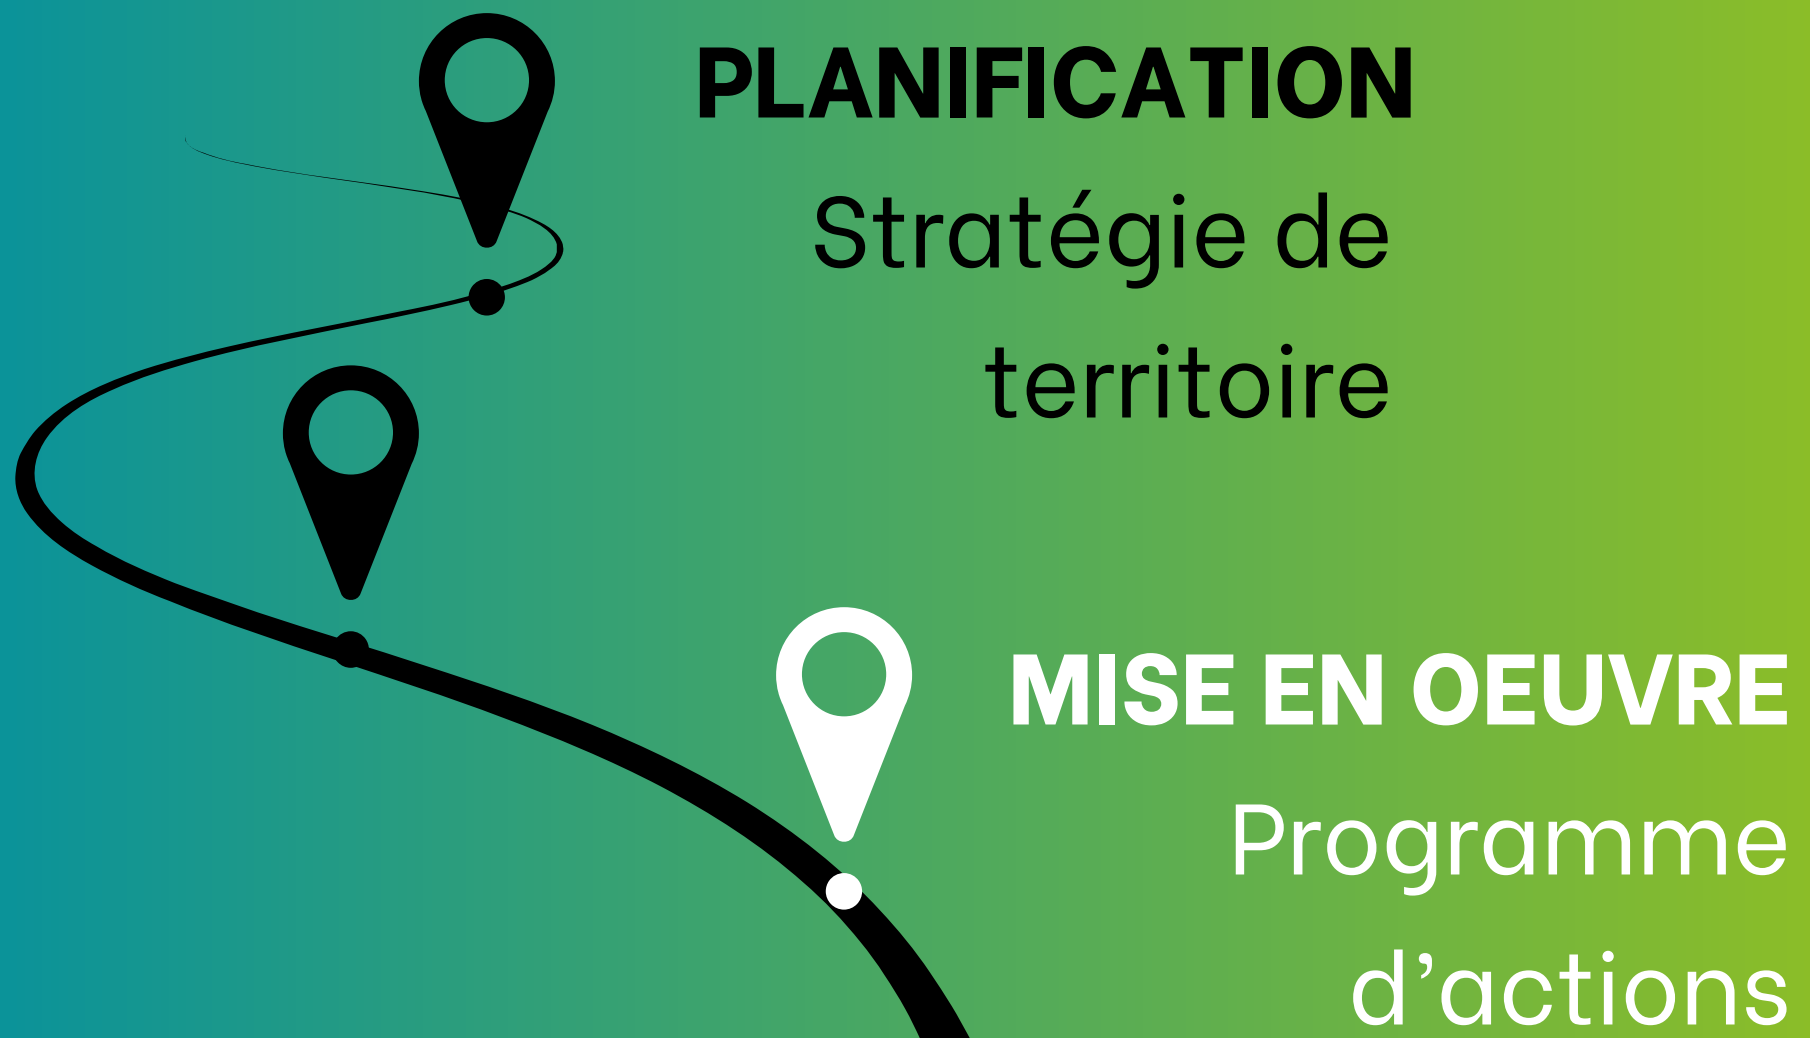 PLANIFICATION
Stratégie de
territoire
MISE EN OEUVRE
Programme
d’actions